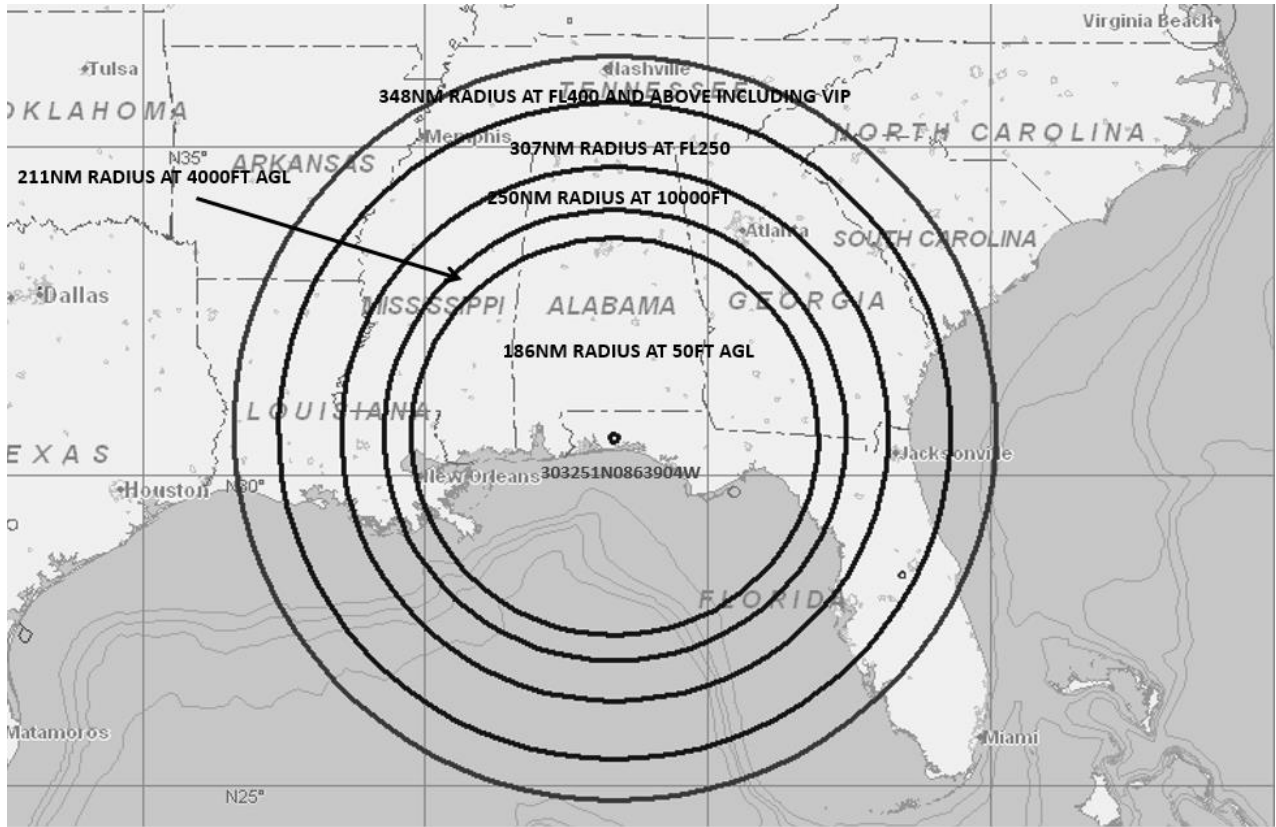 Virginia Beach
Tulsa
Nashville
OKLAHOMA
TENNESSEE
348NM RADIUS AT FL400 AND ABOVE INCLUDING VIP
Memphis
NORTH CAROLINA
N35°
ARKANSAS
307NM RADIUS AT FL250
211NM RADIUS AT 4000FT AGL
250NM RADIUS AT 10000FT
Atlanta
SOUTH CAROLINA
Dallas
MISSISSIPPI
ALABAMA
GEORGIA
186NM RADIUS AT 50FT AGL
LOUISIANA
EXAS
Jacksonville
New Orleans
303251N0863904W
Houston
N30°
FLORIDA
Matamoros
Miami
N25°